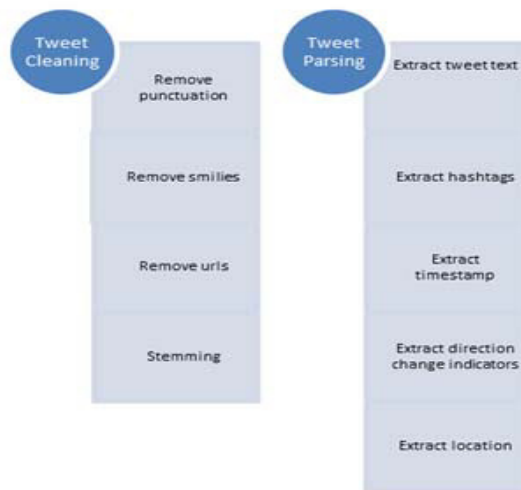 Tweet
Cleaning
Remove
punctuation
Remove smilies
Remove urls
Stemming
Tweet
Parsing
Extract tweet text
Extract hashtags
Extract
timestamp
Extract direction
change indicators
Extract location